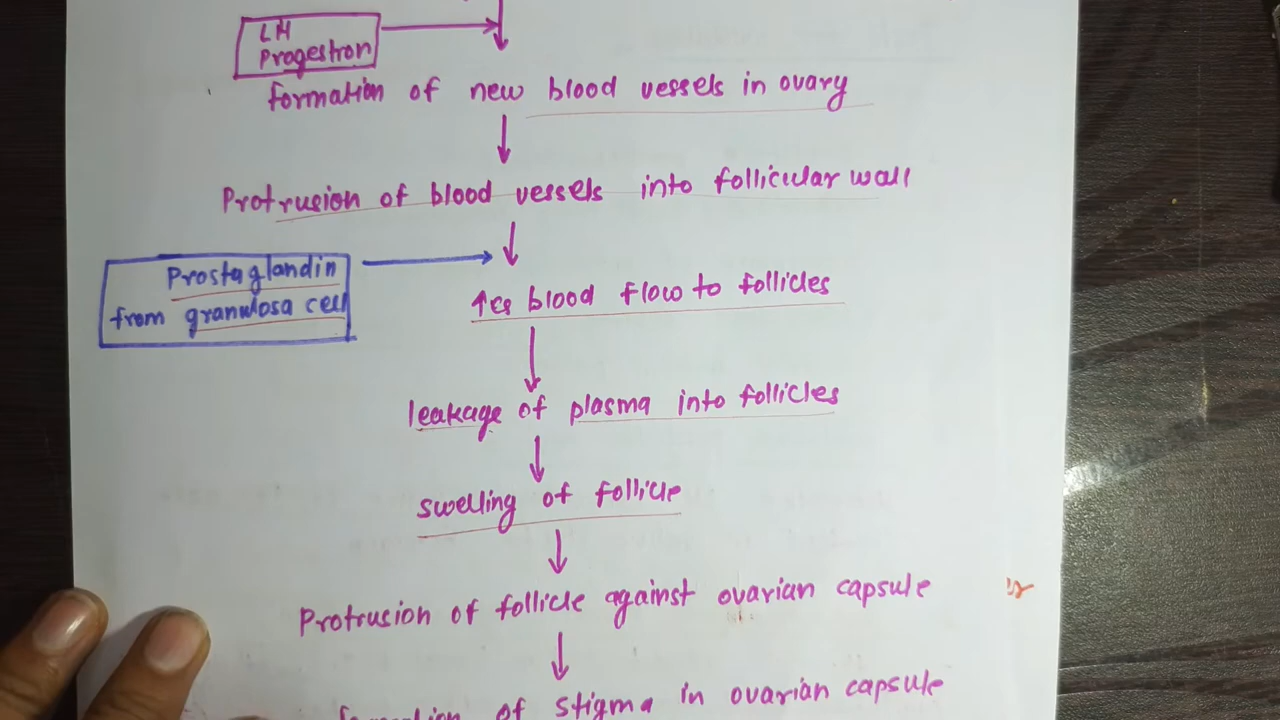 LH
Progestron
formation of new blood vessels in ovary
Protrusion of blood vessels into follicular wall
Prostaglandin
from granulosa cell
↑es blood flow to follicles
leakage of plasma into follicles
swelling of follicle
Protrusion of follicle against ovarian capsule
formation of stigma in ovarian capsule